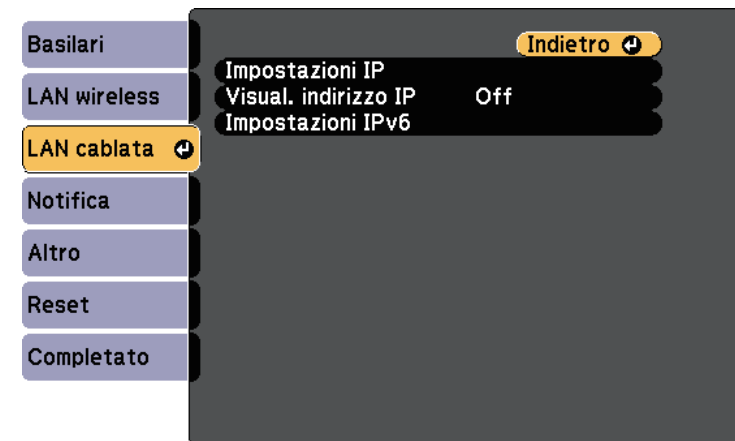 Basilari
LAN wireless
LAN cablata
Notifica
Altro
Reset
Completato
Indietro
Impostazioni IP
Visual. indirizzo IP Off
Impostazioni IPv6